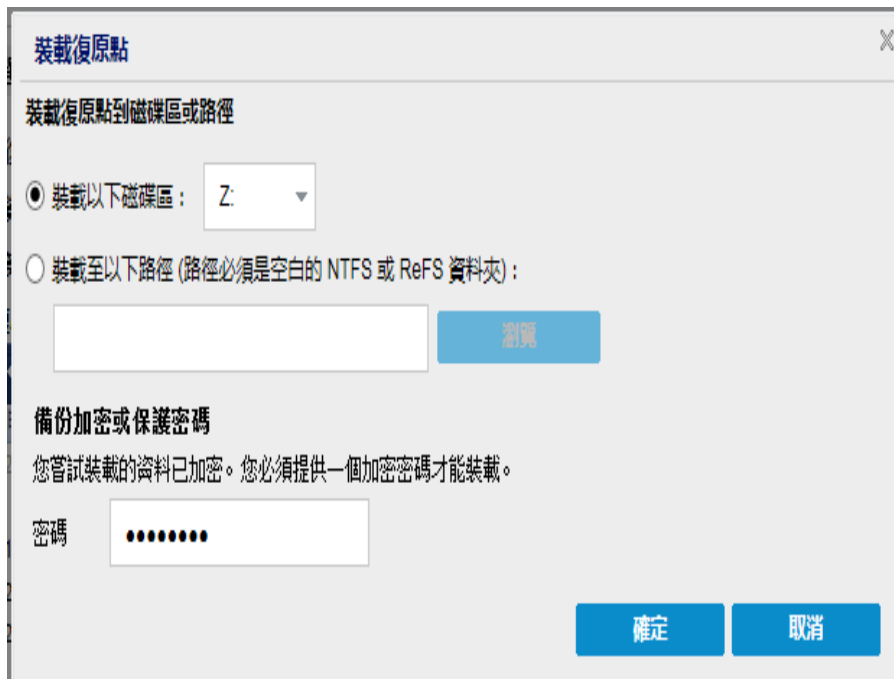 裝載復原點
X
裝載復原點到磁碟區或路徑
裝載以下磁碟區： Z:
裝載至以下路徑 (路徑必須是空白的 NTFS 或 ReFS 資料夾)：
瀏覽
備份加密或保護密碼
您嘗試裝載的資料已加密。您必須提供一個加密密碼才能裝載。
密碼 ••••••••
確定 取消